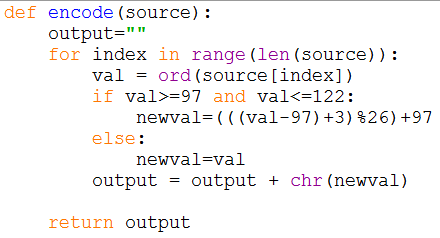 def encode(source):
    output=""
    for index in range(len(source)):
        val = ord(source[index])
        if val>=97 and val<=122:
            newval=(((val-97)+3)%26)+97
        else:
            newval=val
        output = output + chr(newval)

    return output